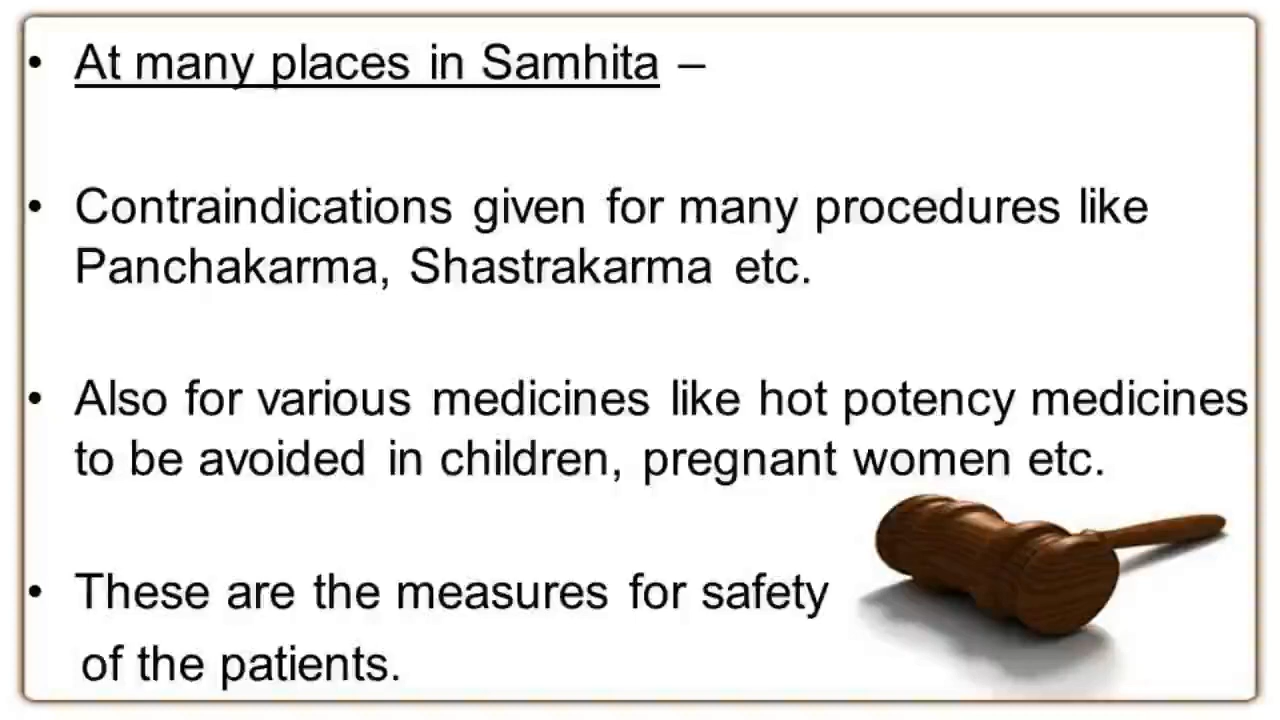 • At many places in Samhita –
• Contraindications given for many procedures like
Panchakarma, Shastrakarma etc.
• Also for various medicines like hot potency medicines
to be avoided in children, pregnant women etc.
• These are the measures for safety
of the patients.